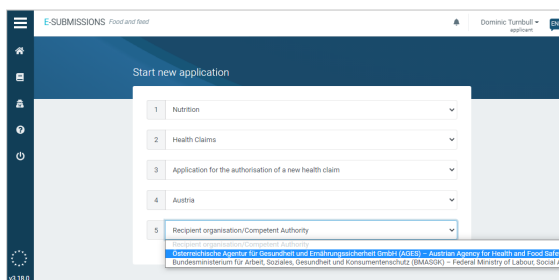 E-SUBMISSIONS Food and feed
Dominic Turnbull
EN
applicant
Start new application
1 Nutrition
2 Health Claims
3 Application for the authorisation of a new health claim
4 Austria
5 Recipient organisation/Competent Authority
Recipient organisation/Competent Authority
Österreichische Agentur für Gesundheit und Ernährungssicherheit GmbH (AGES) – Austrian Agency for Health and Food Safe
Bundesministerium für Arbeit, Soziales, Gesundheit und Konsumentenschutz (BMASGK) – Federal Ministry of Labour, Social A
v3.18.0